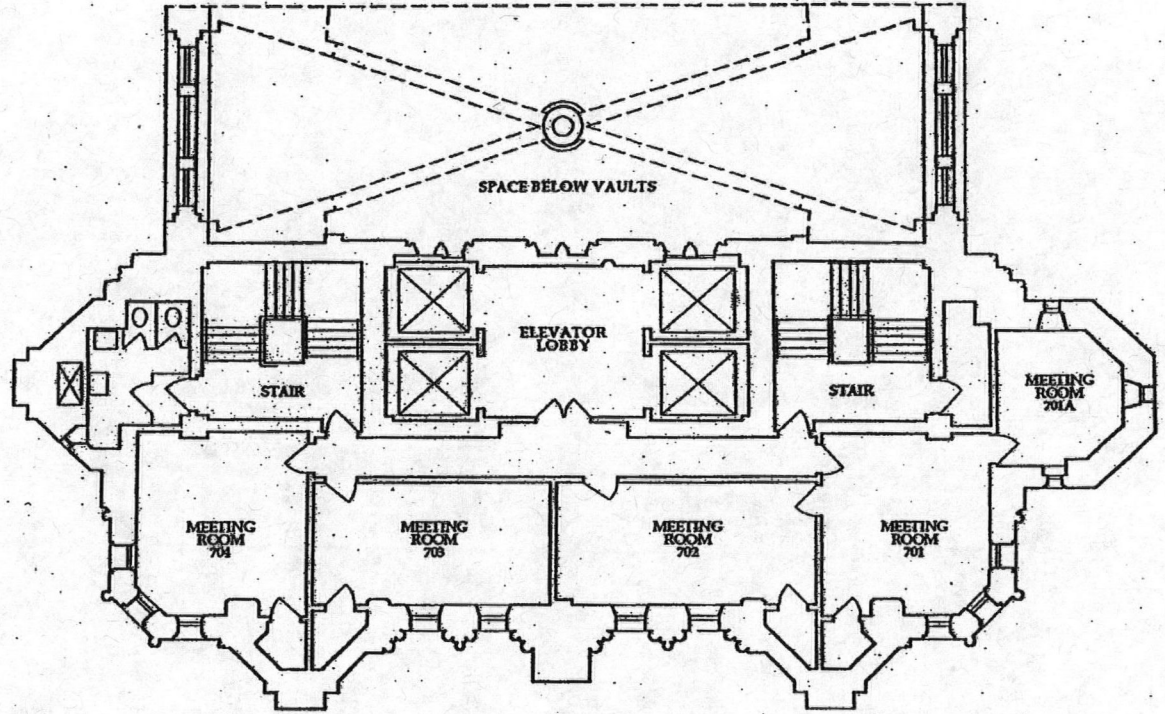 SPACE BELOW VAULTS
ELEVATOR
LOBBY
STAIR
STAIR
MEETING
ROOM
701A
MEETING
ROOM
704
MEETING
ROOM
703
MEETING
ROOM
702
MEETING
ROOM
701